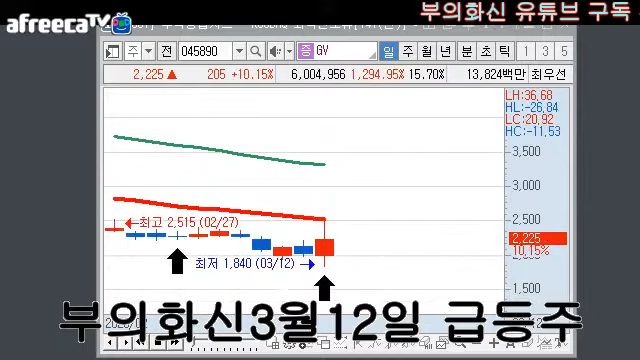 afreecaTV
부의화신 유튜브 구독
주 전 045890 증 GV 일 주 월 년 분 초 틱 1 3 5
2,225 ▲ 205 +10.15% 6,004,956 1,294.95% 15.70% 13,824백만 최우선
LH:36,68
HL:-26,84
LC:20,92
HC:-11,53
3,500
3,000
2,500
최고 2,515 (02/27)
2,225
10,15%
최저 1,840 (03/12)
1,500
부의화신3월12일 급등주